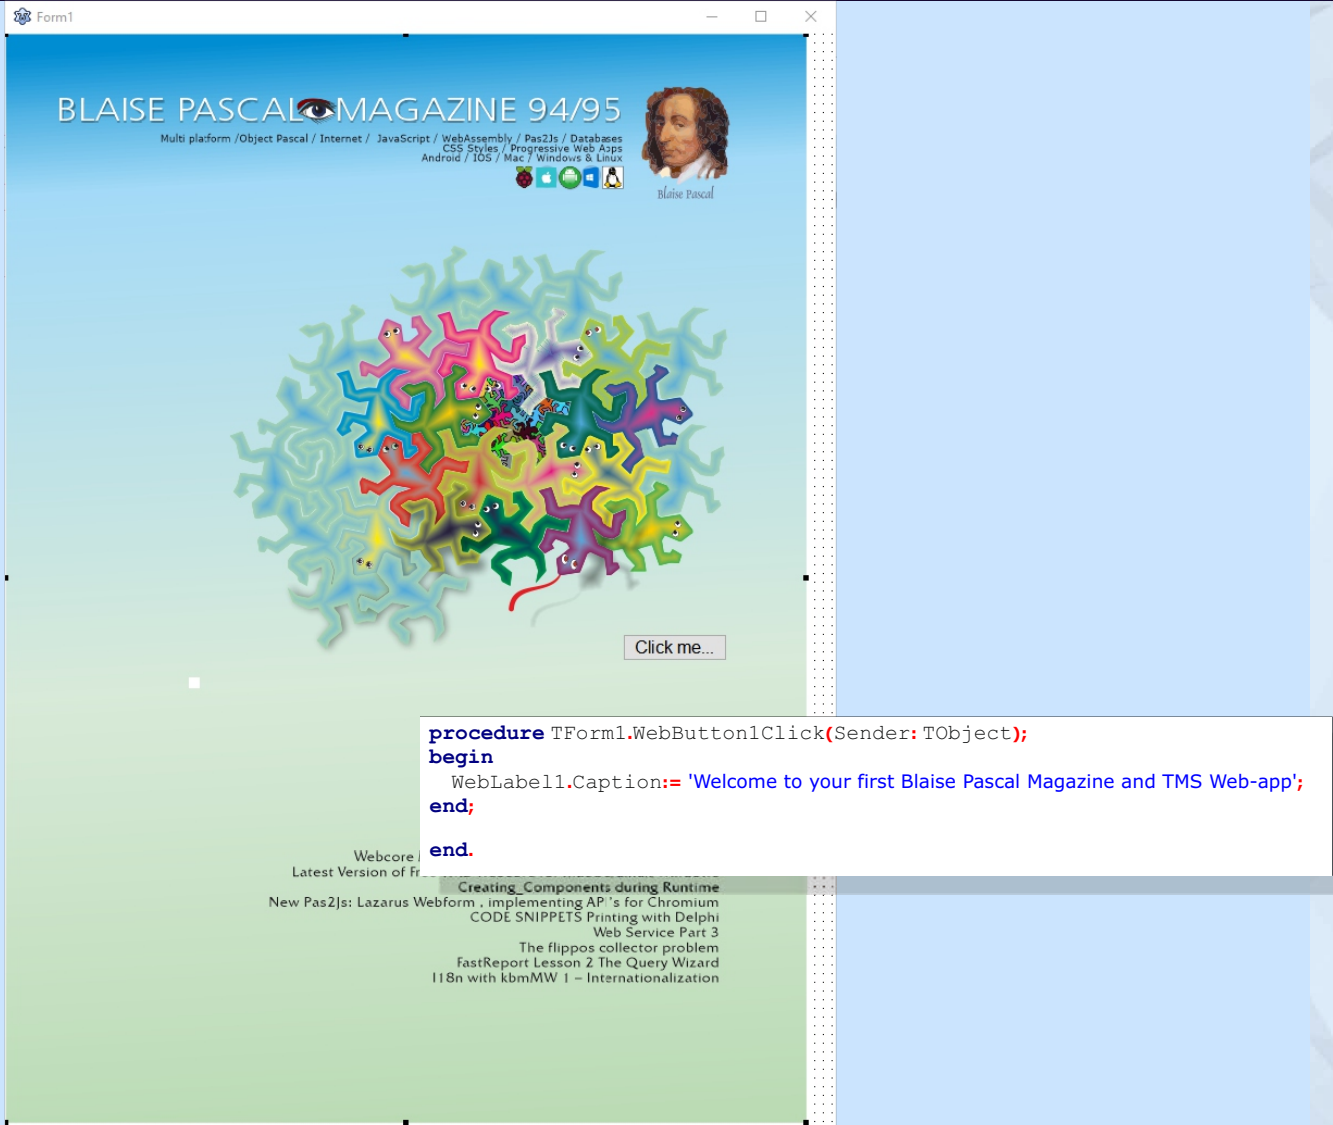 Form1
BLAISE PASCAL MAGAZINE 94/95
Multi platform /Object Pascal / Internet / JavaScript / WebAssembly / Pas2Js / Databases
CSS Styles / Progressive Web Apps
Android / IOS / Mac / Windows & Linux
Blaise Pascal
Click me...
procedure TForm1.WebButton1Click(Sender: TObject);
begin
WebLabel1.Caption:= 'Welcome to your first Blaise Pascal Magazine and TMS Web-app';
end;
end.
Webcore
Latest Version of
Creating_Components during Runtime
New Pas2Js: Lazarus Webform , implementing API's for Chromium
CODE SNIPPETS Printing with Delphi
Web Service Part 3
The flippos collector problem
FastReport Lesson 2 The Query Wizard
I18n with kbmMW 1 – Internationalization